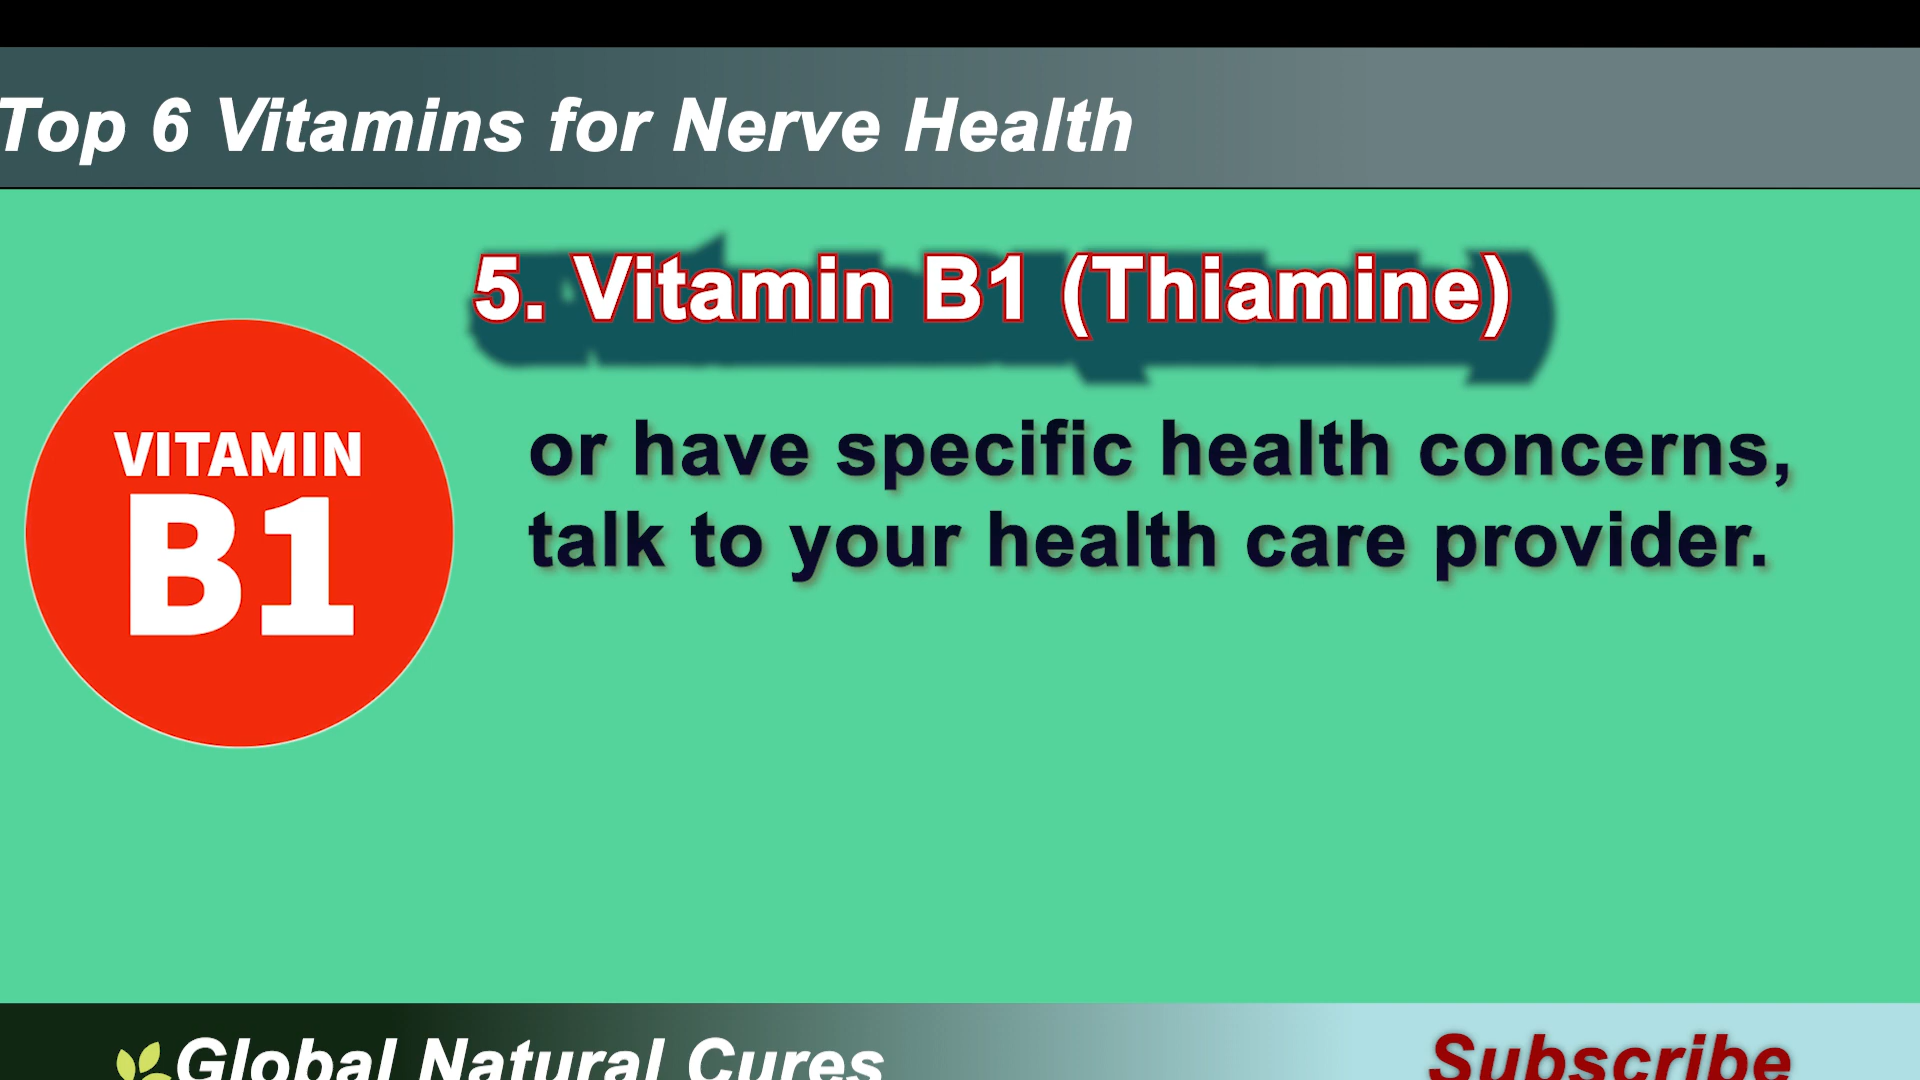 Top 6 Vitamins for Nerve Health
5. Vitamin B1 (Thiamine)
VITAMIN
B1
or have specific health concerns,
talk to your health care provider.
Global Natural Cures
Subscribe